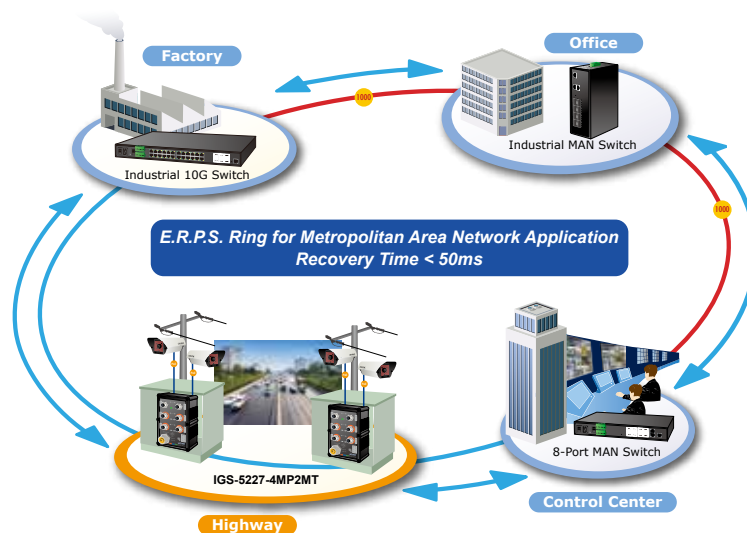 Factory
Office
1000
Industrial MAN Switch
Industrial 10G Switch
1000
E.R.P.S. Ring for Metropolitan Area Network Application
Recovery Time < 50ms
8-Port MAN Switch
IGS-5227-4MP2MT
Control Center
Highway